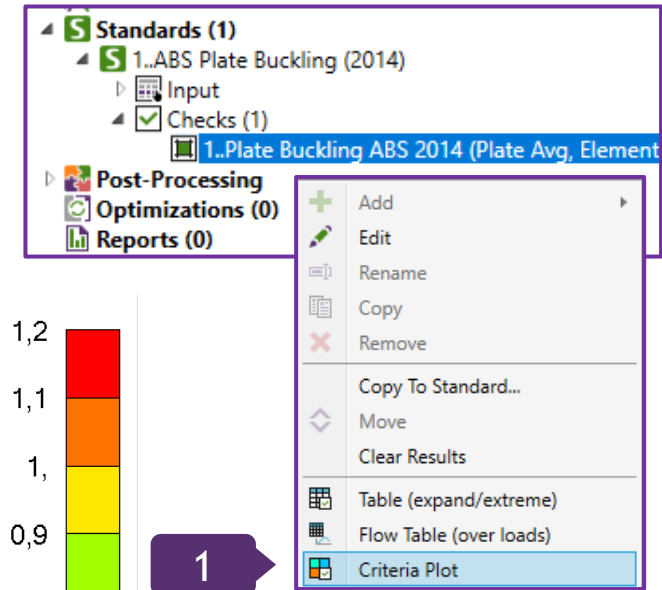 Standards (1)
1..ABS Plate Buckling (2014)
Input
Checks (1)
1..Plate Buckling ABS 2014 (Plate Avg, Element
Post-Processing
Optimizations (0)
Reports (0)
Add
Edit
Rename
Copy
Remove
Copy To Standard...
Move
Clear Results
Table (expand/extreme)
Flow Table (over loads)
Criteria Plot
1,2
1,1
1,
0,9
1